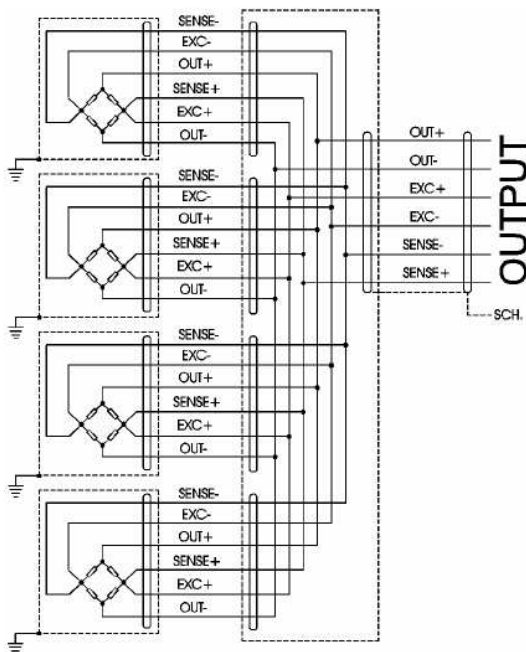 SENSE-
EXC-
OUT+
SENSE+
EXC+
OUT-
SENSE-
EXC-
OUT+
SENSE+
EXC+
OUT-
SENSE-
EXC-
OUT+
SENSE+
EXC+
OUT-
SENSE-
EXC-
OUT+
SENSE+
EXC+
OUT-
OUT+
OUT-
EXC+
EXC-
SENSE-
SENSE+
OUTPUT
SCH.